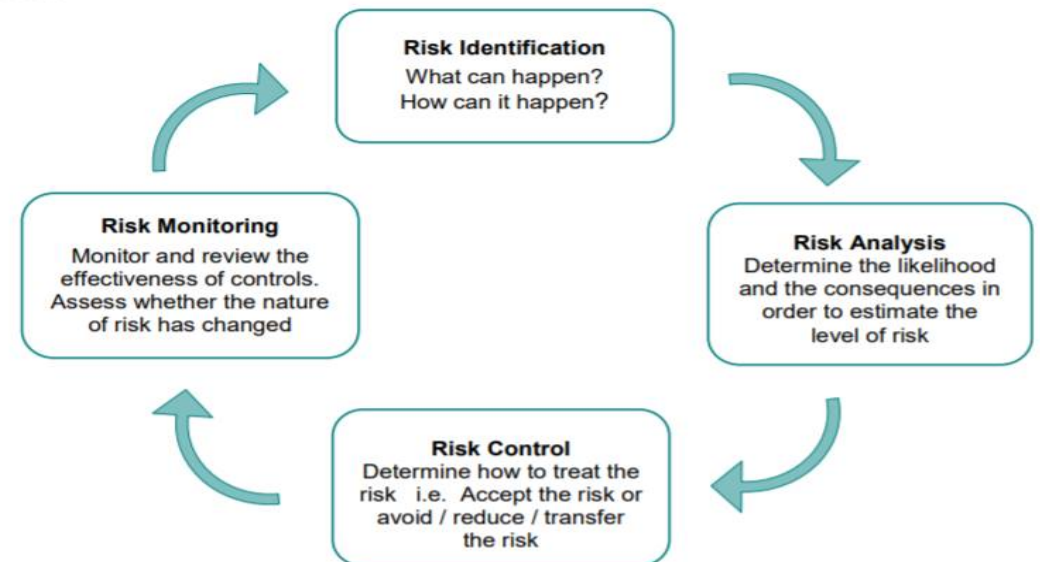 Risk Identification
What can happen?
How can it happen?
Risk Analysis
Determine the likelihood
and the consequences in
order to estimate the
level of risk
Risk Control
Determine how to treat the
risk i.e. Accept the risk or
avoid / reduce / transfer
the risk
Risk Monitoring
Monitor and review the
effectiveness of controls.
Assess whether the nature
of risk has changed